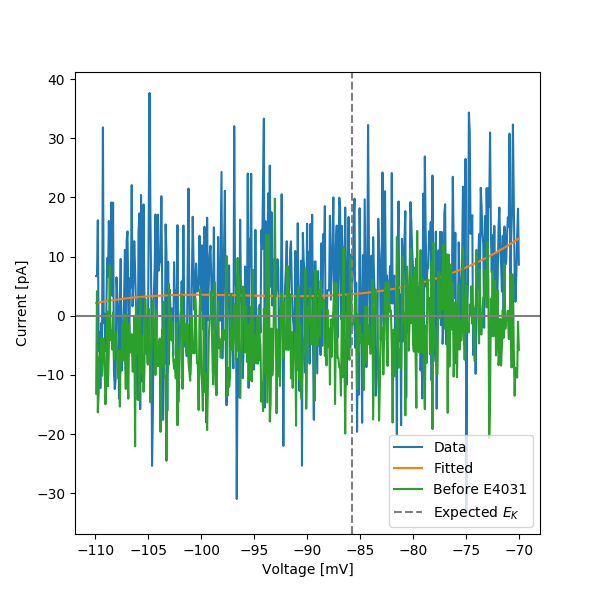 40
30
20
10
0
−10
−20
−30
Current [pA]
Data
Fitted
Before E4031
Expected E_K
−110 −105 −100 −95 −90 −85 −80 −75 −70
Voltage [mV]